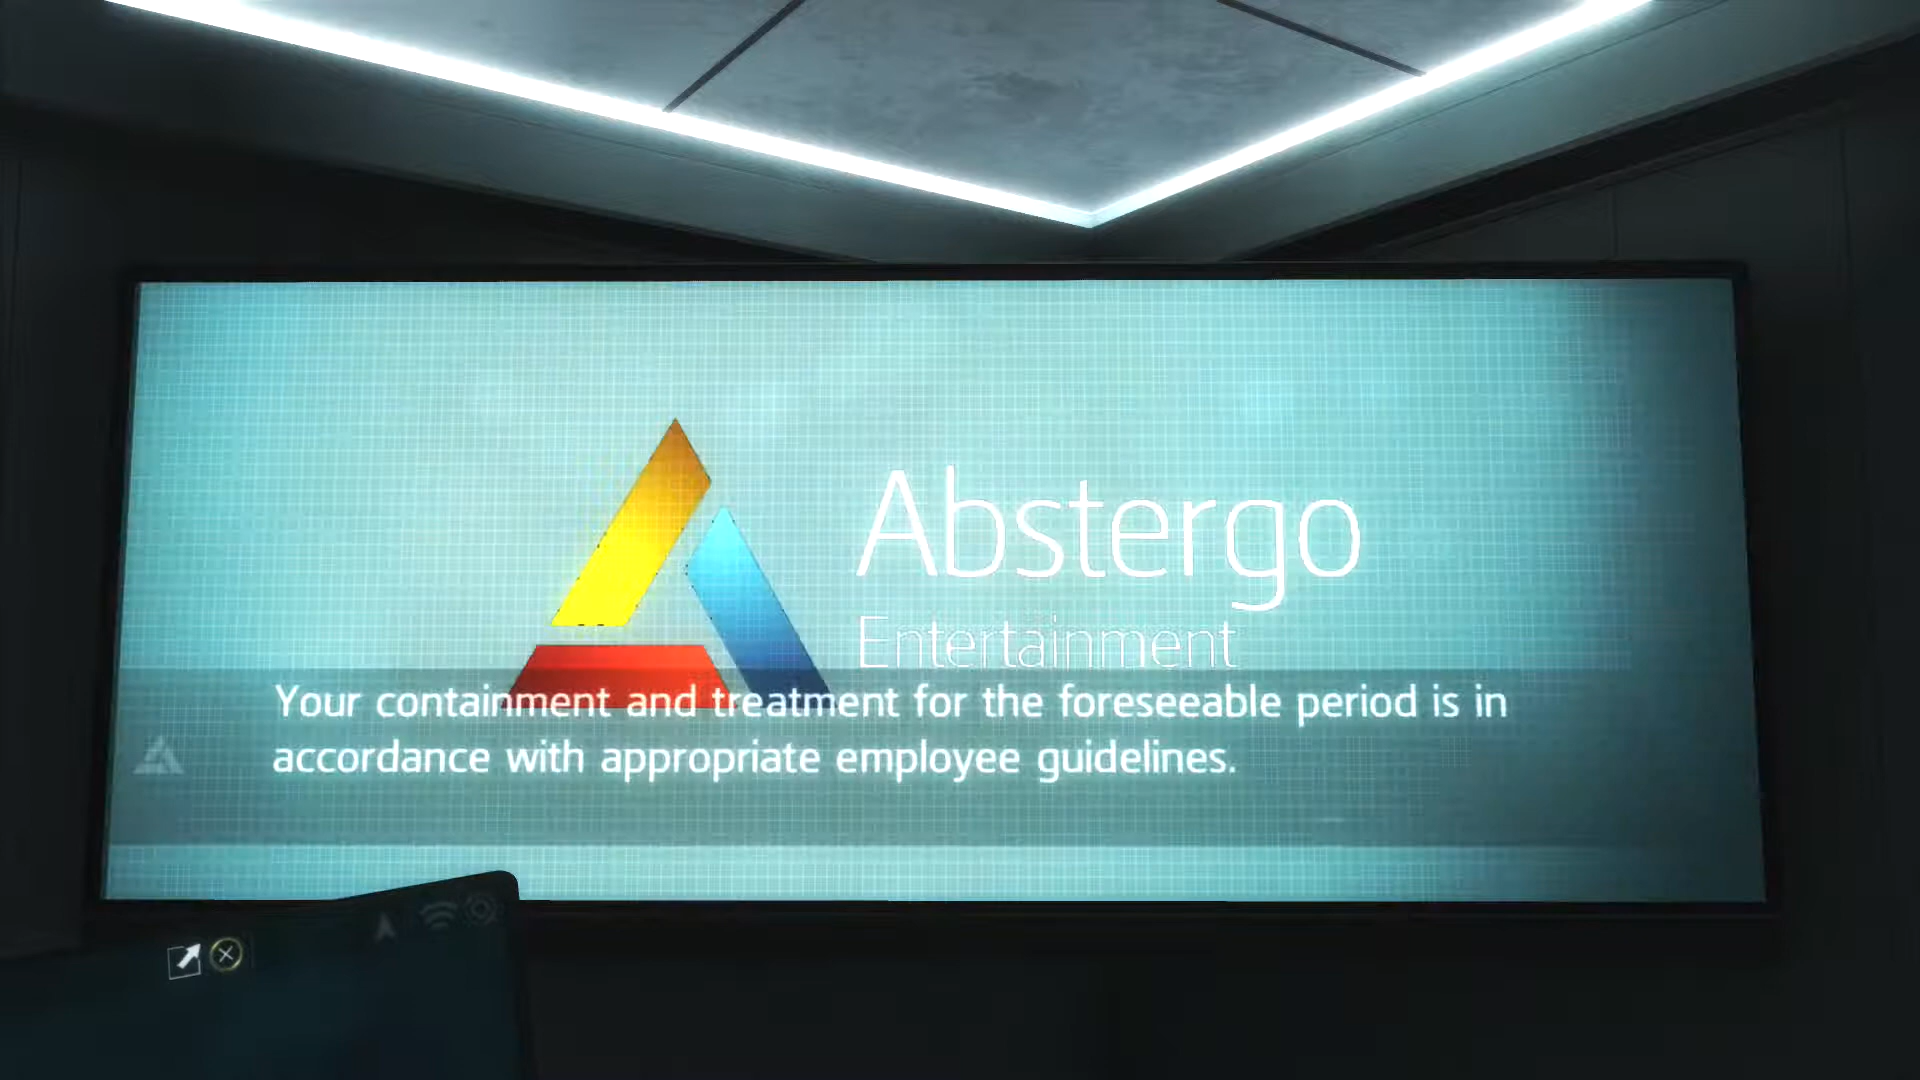 Abstergo
Entertainment
Your containment and treatment for the foreseeable period is in
accordance with appropriate employee guidelines.